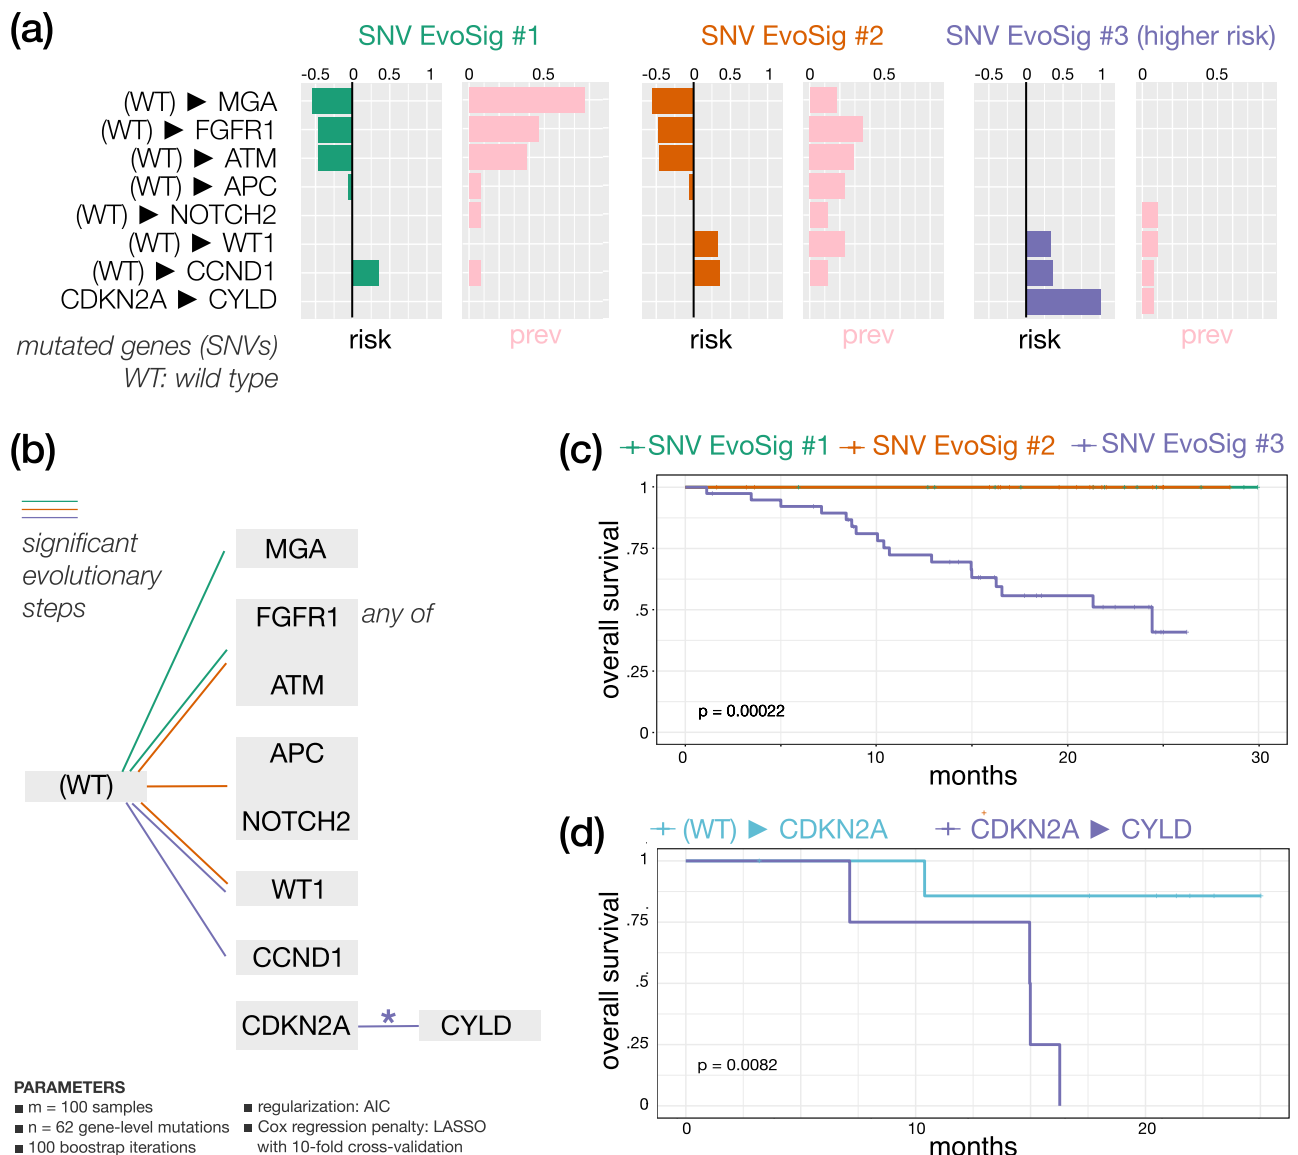 (a)
SNV EvoSig #1
SNV EvoSig #2
SNV EvoSig #3 (higher risk)
-0.5 0 1 0 0.5 -0.5 0 0.5 1 0 0.5 -0.5 0 0.5 1 0 0.5
(WT) ► MGA
(WT) ► FGFR1
(WT) ► ATM
(WT) ► APC
(WT) ► NOTCH2
(WT) ► WT1
(WT) ► CCND1
CDKN2A ► CYLD
risk prev risk prev risk prev
mutated genes (SNVs)
WT: wild type
(b)
significant
evolutionary
steps
MGA
FGFR1 any of
ATM
APC
(WT)
NOTCH2
WT1
CCND1
CDKN2A * CYLD
PARAMETERS
■ m = 100 samples
■ n = 62 gene-level mutations
■ 100 boostrap iterations
■ regularization: AIC
■ Cox regression penalty: LASSO
with 10-fold cross-validation
(c)
SNV EvoSig #1 SNV EvoSig #2 SNV EvoSig #3
overall survival
1
.75
.5
.25
0
p = 0.00022
0 10 20 30
months
(d)
(WT) ► CDKN2A CDKN2A ► CYLD
overall survival
1
.75
.5
.25
0
p = 0.0082
0 10 20
months